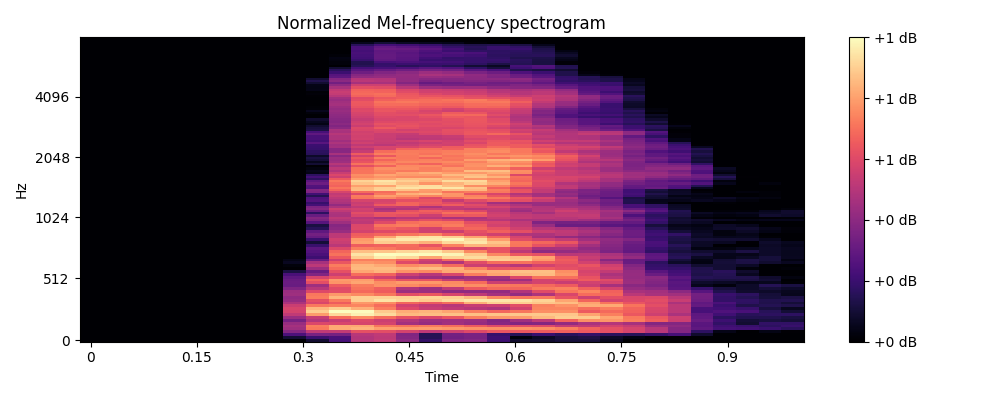 Normalized Mel-frequency spectrogram
+1 dB
4096
+1 dB
2048
+1 dB
Hz
1024
+0 dB
512
+0 dB
0
+0 dB
0 0.15 0.3 0.45 0.6 0.75 0.9
Time